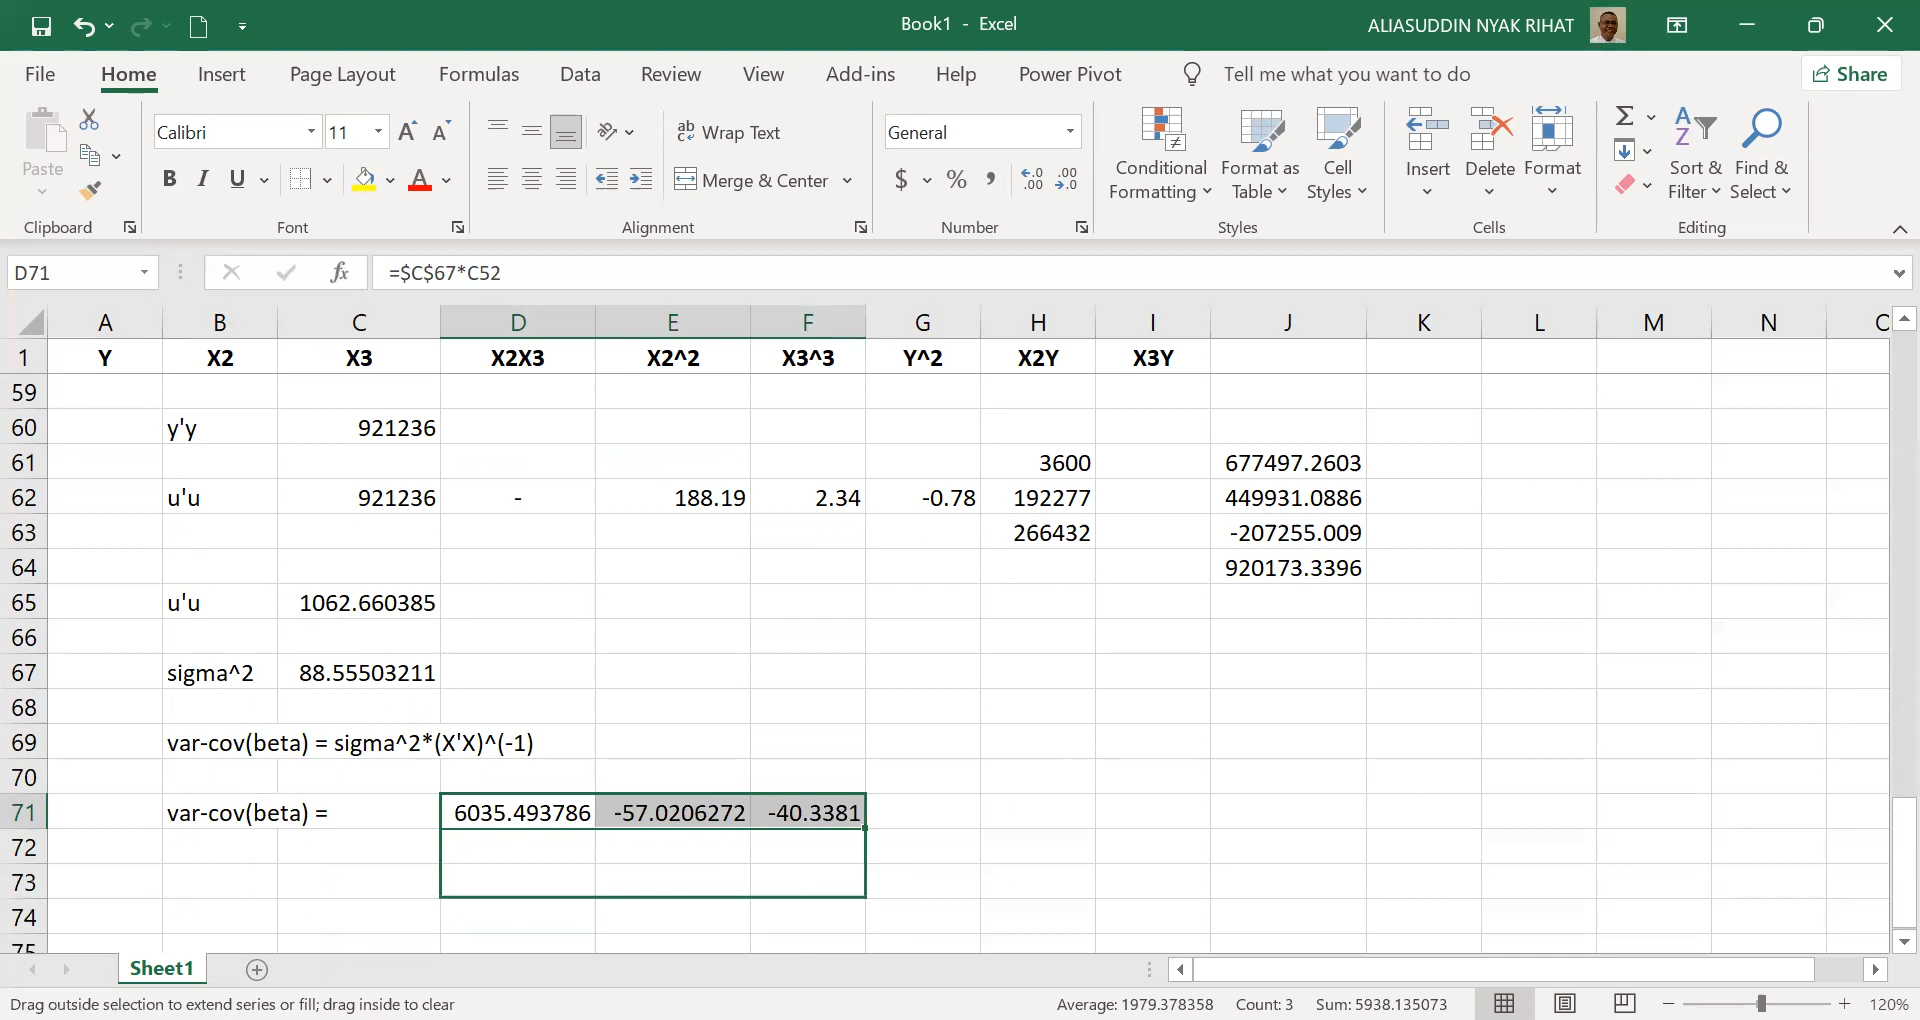 Book1 - Excel
ALIASUDDIN NYAK RIHAT
File Home Insert Page Layout Formulas Data Review View Add-ins Help Power Pivot Tell me what you want to do Share
Paste
Clipboard
Calibri 11
B I U
Font
ab Wrap Text
Merge & Center
Alignment
General
$ % , .00 .0
Number
Conditional Formatting
Format as Table
Cell Styles
Styles
Insert Delete Format
Cells
Sort & Filter
Find & Select
Editing
D71 fx =$C$67*C52
A B C D E F G H I J K L M N O
1 Y X2 X3 X2X3 X2^2 X3^3 Y^2 X2Y X3Y
59
60 y'y 921236
61 3600 677497.2603
62 u'u 921236 - 188.19 2.34 -0.78 192277 449931.0886
63 266432 -207255.009
64 920173.3396
65 u'u 1062.660385
66
67 sigma^2 88.55503211
68
69 var-cov(beta) = sigma^2*(X'X)^(-1)
70
71 var-cov(beta) = 6035.493786 -57.0206272 -40.3381
72
73
74
75
Sheet1
Drag outside selection to extend series or fill; drag inside to clear
Average: 1979.378358 Count: 3 Sum: 5938.135073
120%